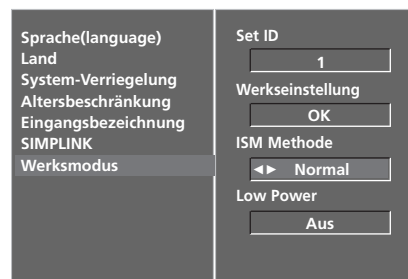 Sprache(language)
Land
System-Verriegelung
Altersbeschränkung
Eingangsbezeichnung
SIMPLINK
Werksmodus
Set ID
1
Werkseinstellung
OK
ISM Methode
◄► Normal
Low Power
Aus